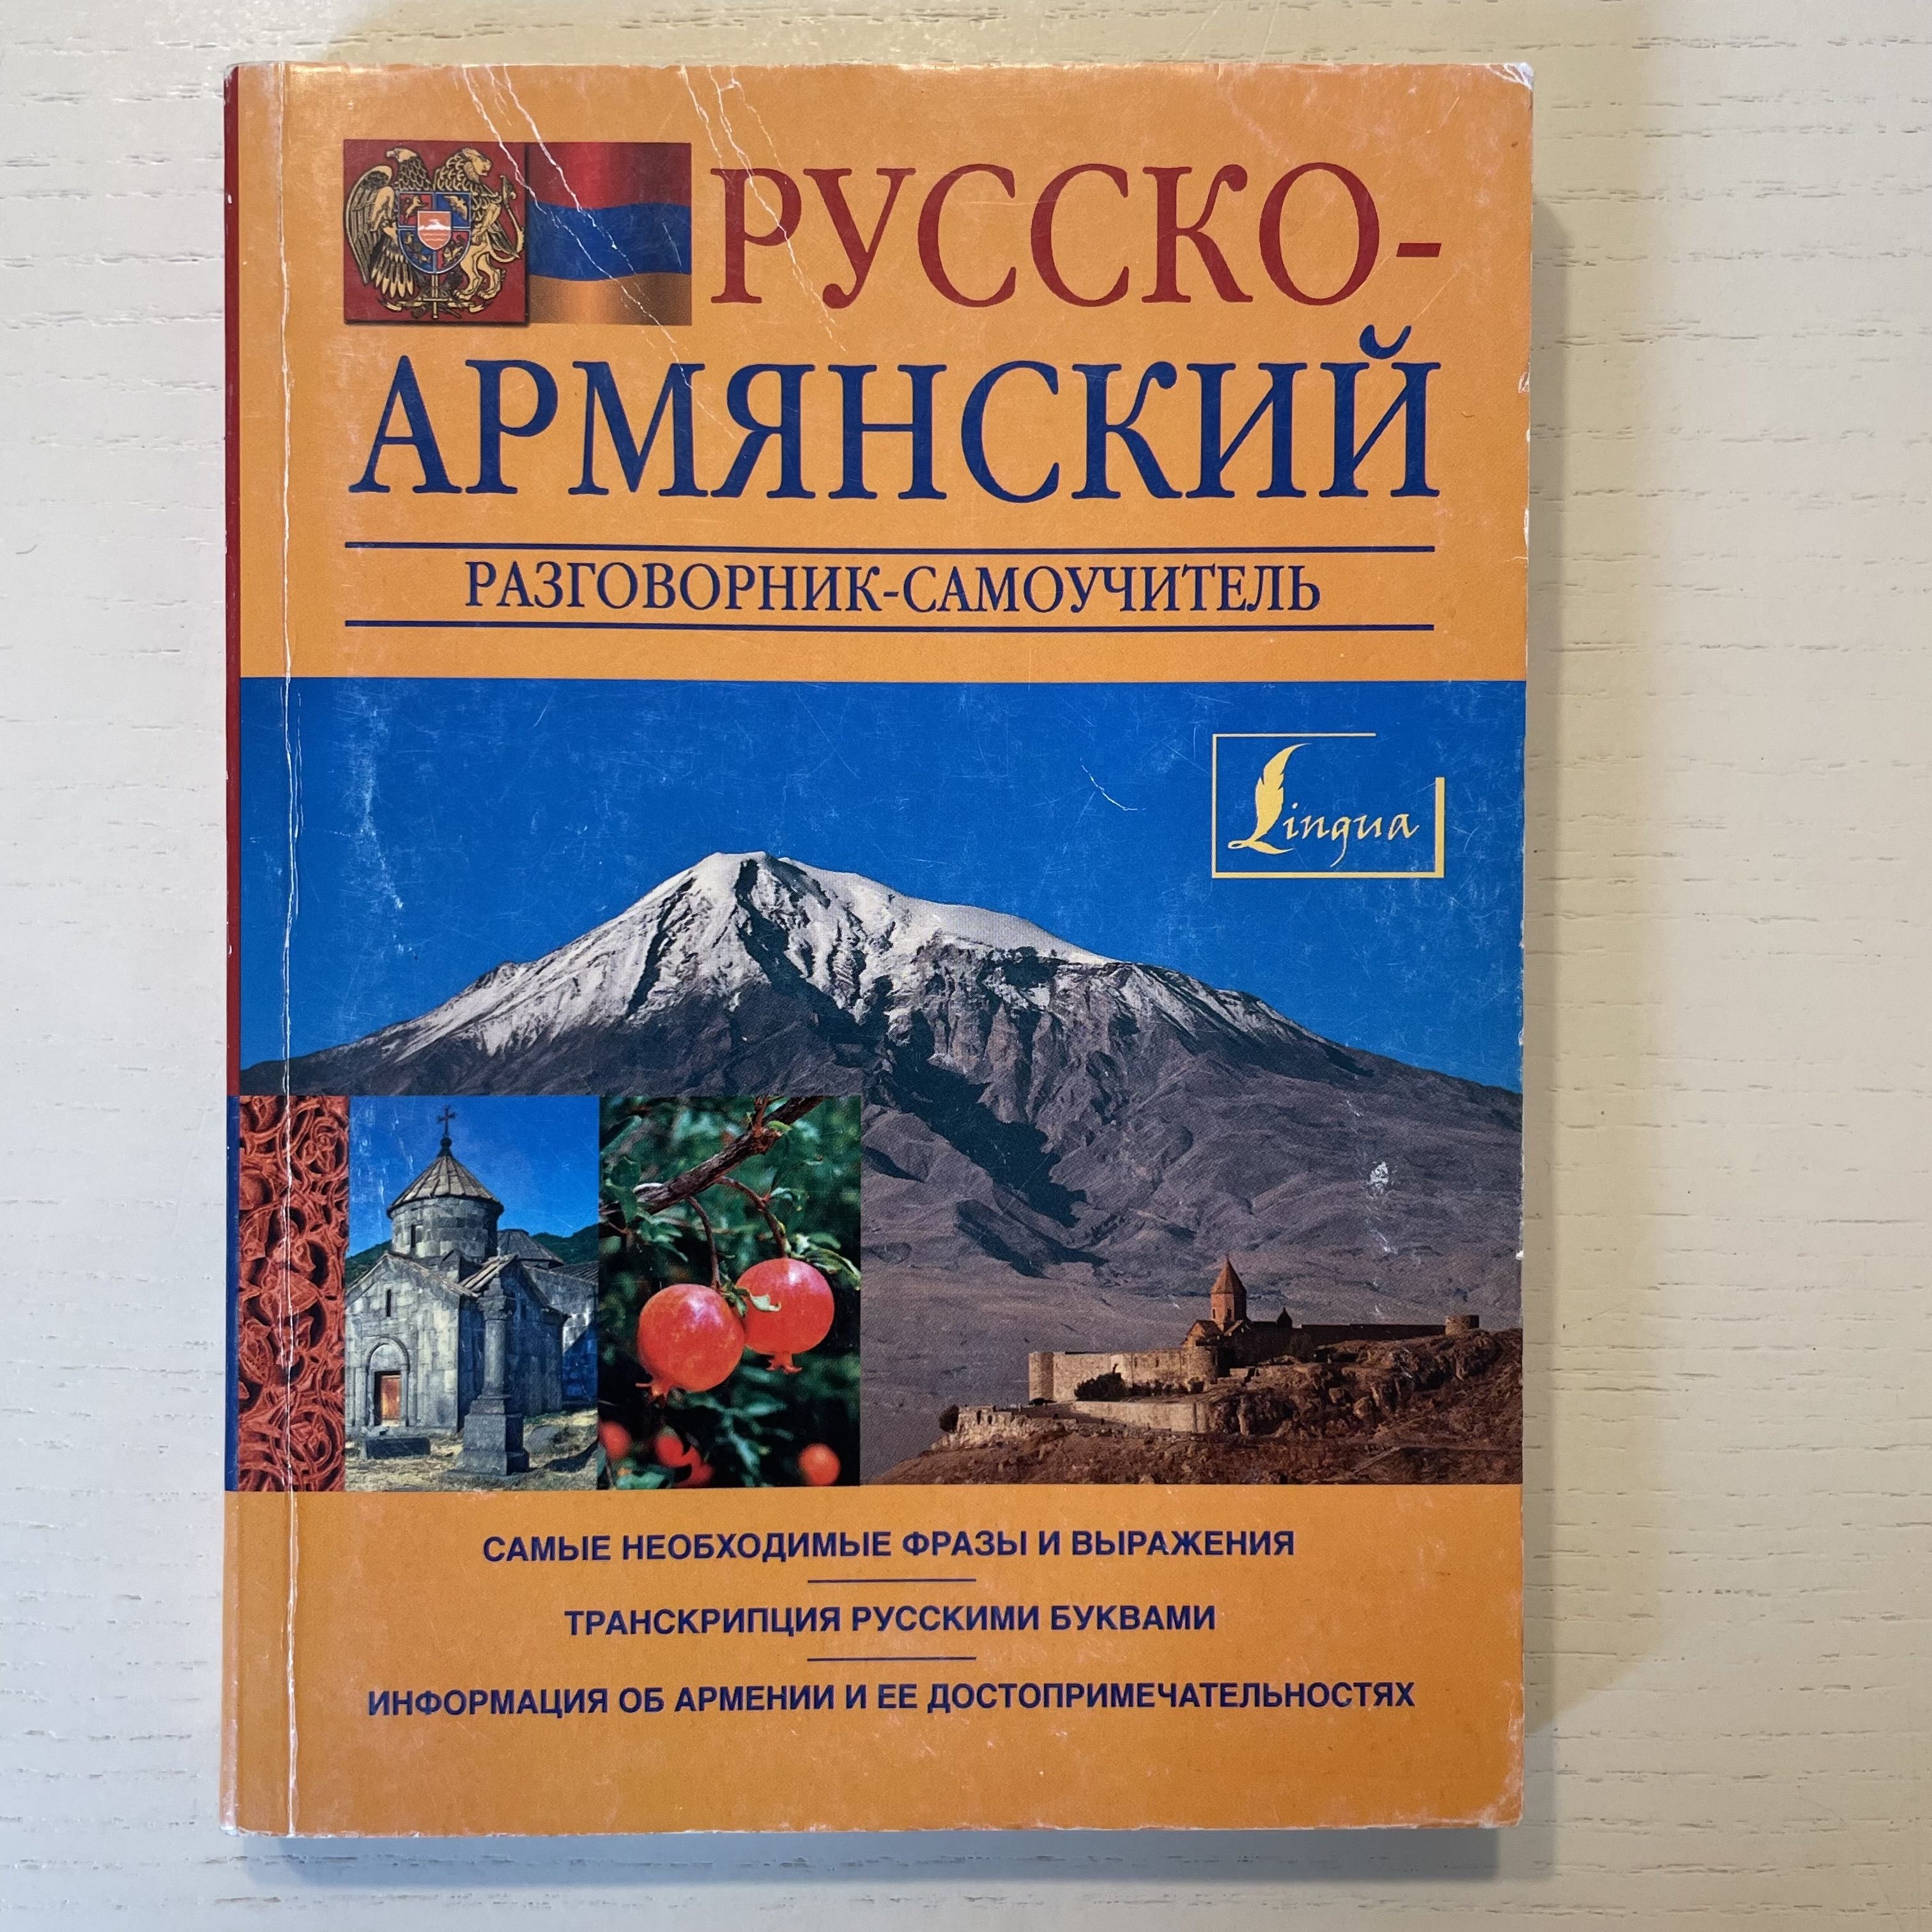 РУССКО-
АРМЯНСКИЙ
РАЗГОВОРНИК-САМОУЧИТЕЛЬ
Lingua
САМЫЕ НЕОБХОДИМЫЕ ФРАЗЫ И ВЫРАЖЕНИЯ
ТРАНСКРИПЦИЯ РУССКИМИ БУКВАМИ
ИНФОРМАЦИЯ ОБ АРМЕНИИ И ЕЕ ДОСТОПРИМЕЧАТЕЛЬНОСТЯХ